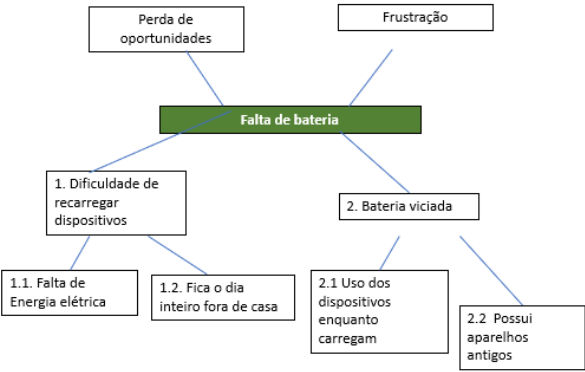 Perda de
oportunidades
Frustração
Falta de bateria
1. Dificuldade de
recarregar
dispositivos
2. Bateria viciada
1.1. Falta de
Energia elétrica
1.2. Fica o dia
inteiro fora de casa
2.1 Uso dos
dispositivos
enquanto
carregam
2.2 Possui
aparelhos
antigos